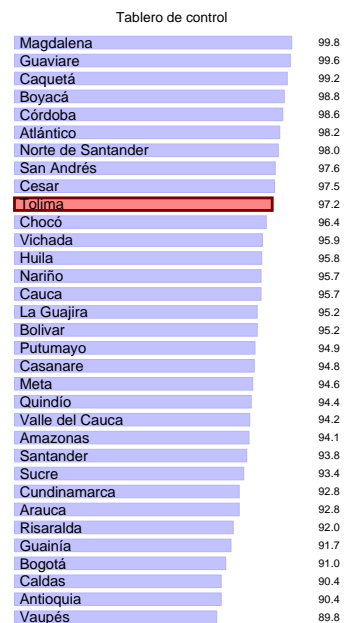 Tablero de control
Magdalena 99.8
Guaviare 99.6
Caquetá 99.2
Boyacá 98.8
Córdoba 98.6
Atlántico 98.2
Norte de Santander 98.0
San Andrés 97.6
Cesar 97.5
Tolima 97.2
Chocó 96.4
Vichada 95.9
Huila 95.8
Nariño 95.7
Cauca 95.7
La Guajira 95.2
Bolivar 95.2
Putumayo 94.9
Casanare 94.8
Meta 94.6
Quindío 94.4
Valle del Cauca 94.2
Amazonas 94.1
Santander 93.8
Sucre 93.4
Cundinamarca 92.8
Arauca 92.8
Risaralda 92.0
Guainía 91.7
Bogotá 91.0
Caldas 90.4
Antioquia 90.4
Vaupés 89.8